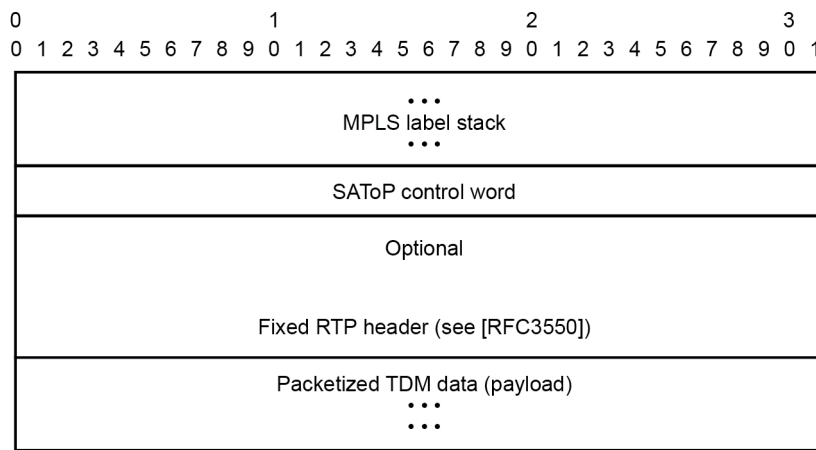 0 1 2 3
0 1 2 3 4 5 6 7 8 9 0 1 2 3 4 5 6 7 8 9 0 1 2 3 4 5 6 7 8 9 0 1
...
MPLS label stack
...
SAToP control word
Optional
Fixed RTP header (see [RFC3550])
Packetized TDM data (payload)
...
...